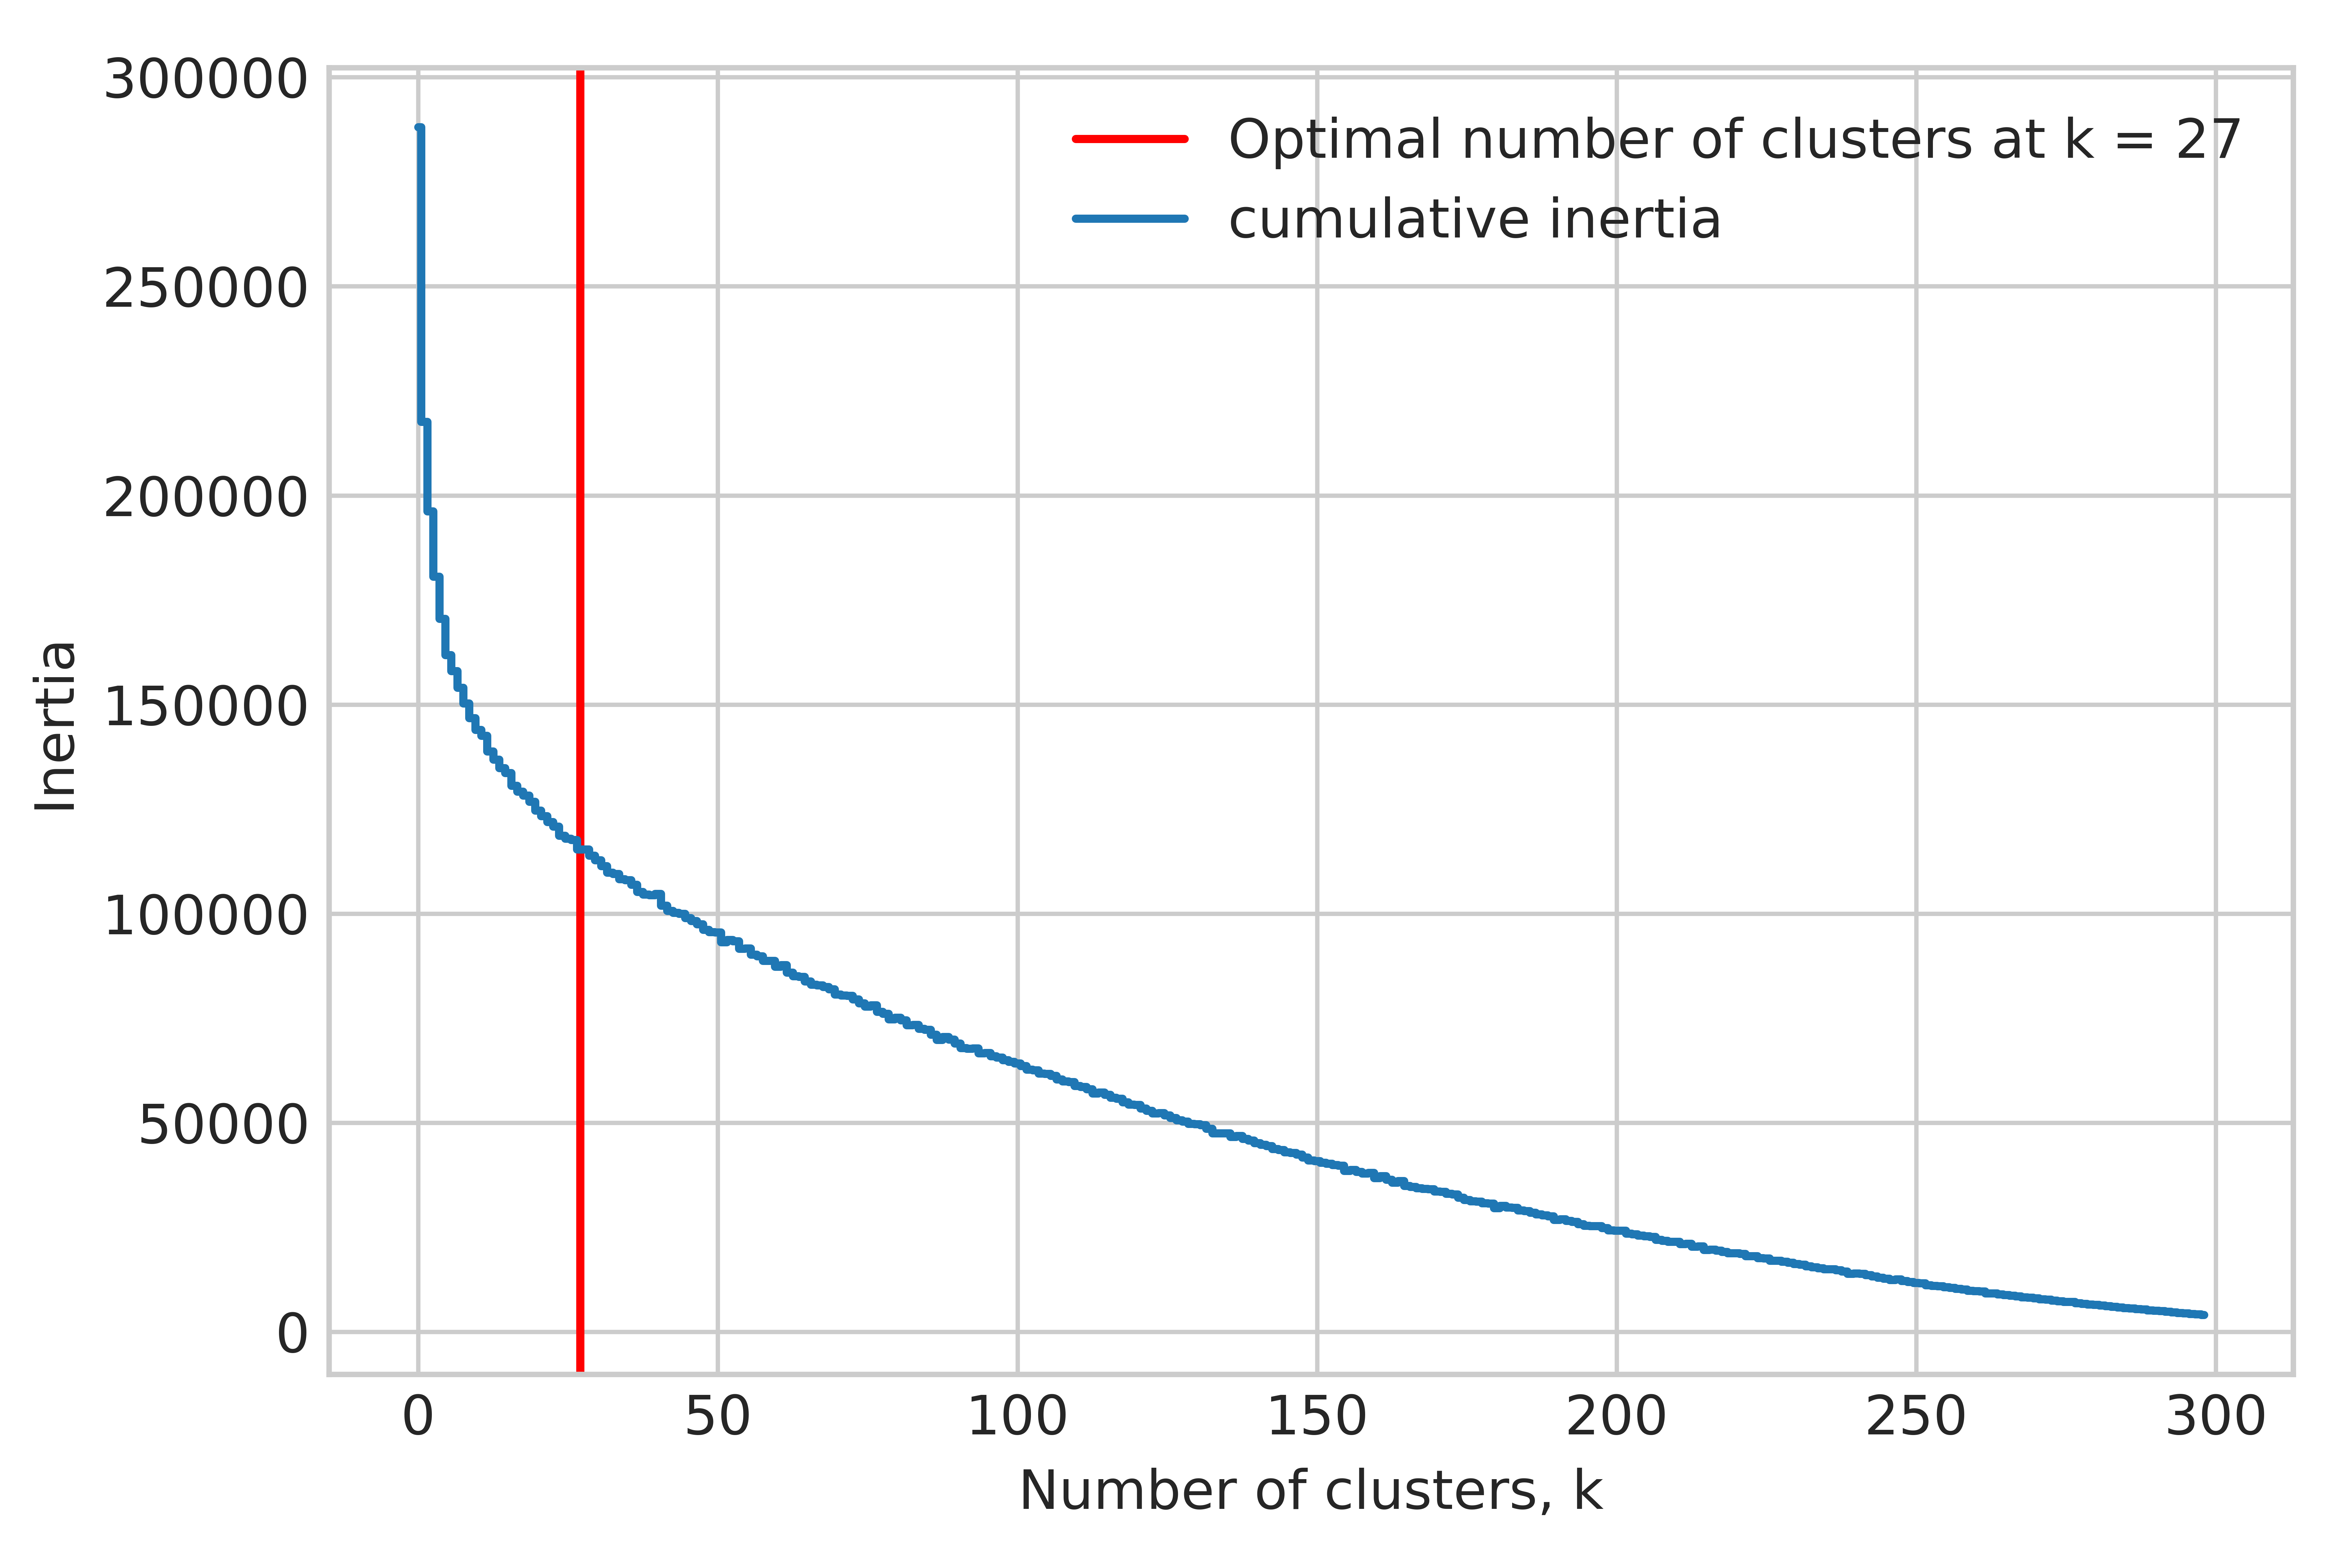 Optimal number of clusters at k = 27
cumulative inertia
300000
250000
200000
150000
100000
50000
0
Inertia
0 50 100 150 200 250 300
Number of clusters, k